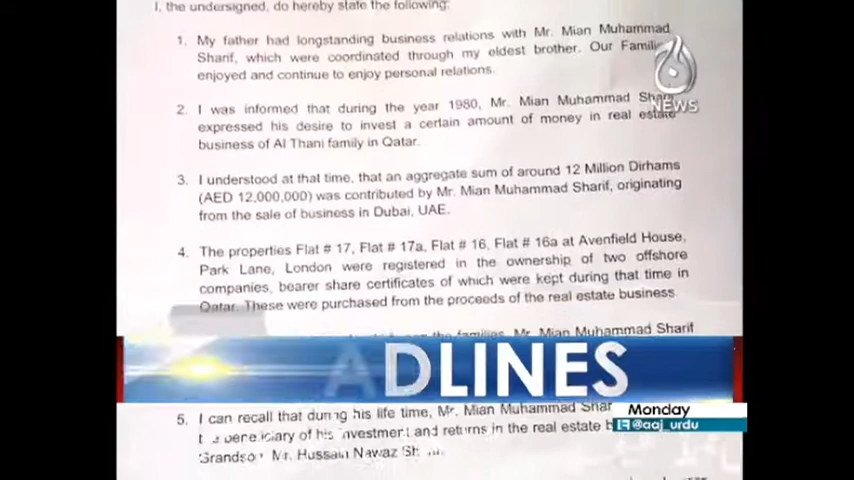 I, the undersigned, do hereby state the following:
1. My father had longstanding business relations with Mr. Mian Muhammad
Sharif, which were coordinated through my eldest brother. Our Families
enjoyed and continue to enjoy personal relations.
NEWS
2. I was informed that during the year 1980, Mr. Mian Muhammad Sharif
expressed his desire to invest a certain amount of money in real estate
business of Al Thani family in Qatar.
3. I understood at that time, that an aggregate sum of around 12 Million Dirhams
(AED 12,000,000) was contributed by Mr. Mian Muhammad Sharif, originating
from the sale of business in Dubai, UAE.
4. The properties Flat # 17, Flat # 17a, Flat # 16, Flat # 16a at Avenfield House,
Park Lane, London were registered in the ownership of two offshore
companies, bearer share certificates of which were kept during that time in
Qatar. These were purchased from the proceeds of the real estate business
the families, Mr. Mian Muhammad Sharif
ADLINES
5. I can recall that during his life time, Mr. Mian Muhammad Shar
beneficiary of his investment and returns in the real estate b
Grandson Mr. Hussain Nawaz Sh
Monday
@aaj_urdu